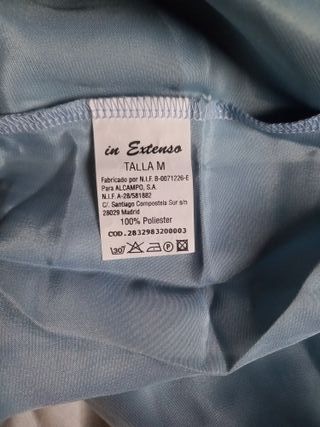 in Extenso
TALLA M
Fabricado por N.I.F. B-0071226-E
Para ALCAMPO, S.A.
N.I.F. A-28/581882
C/. Santiago Compostela Sur s/n
28029 Madrid
100% Poliester
COD.2832983200003
30° P